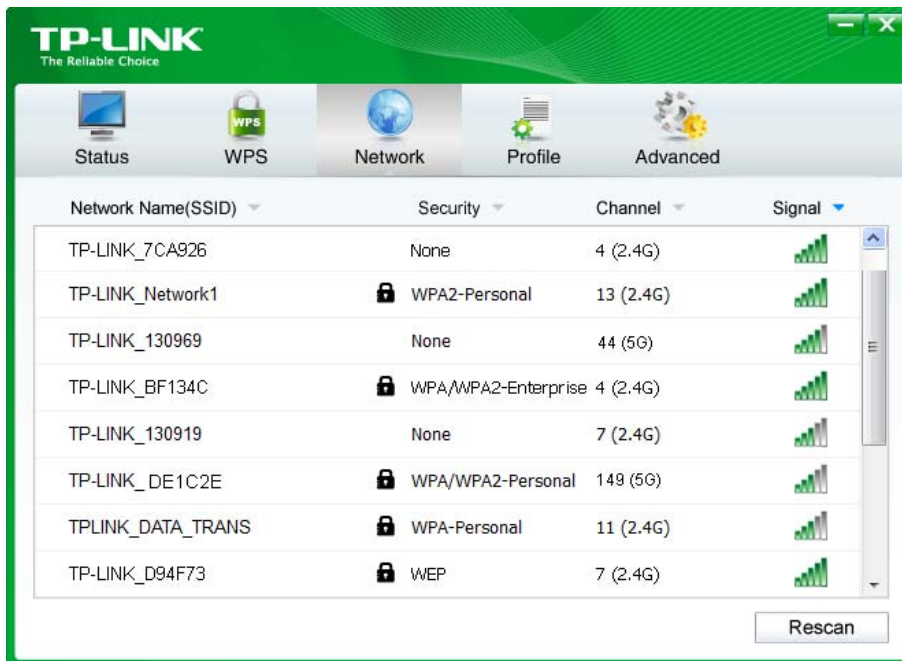 TP-LINK
The Reliable Choice
WPS
Status WPS Network Profile Advanced
Network Name(SSID) Security Channel Signal
TP-LINK_7CA926 None 4 (2.4G)
TP-LINK_Network1 WPA2-Personal 13 (2.4G)
TP-LINK_130969 None 44 (5G)
TP-LINK_BF134C WPA/WPA2-Enterprise 4 (2.4G)
TP-LINK_130919 None 7 (2.4G)
TP-LINK_ DE1C2E WPA/WPA2-Personal 149 (5G)
TPLINK_DATA_TRANS WPA-Personal 11 (2.4G)
TP-LINK_D94F73 WEP 7 (2.4G)
Rescan